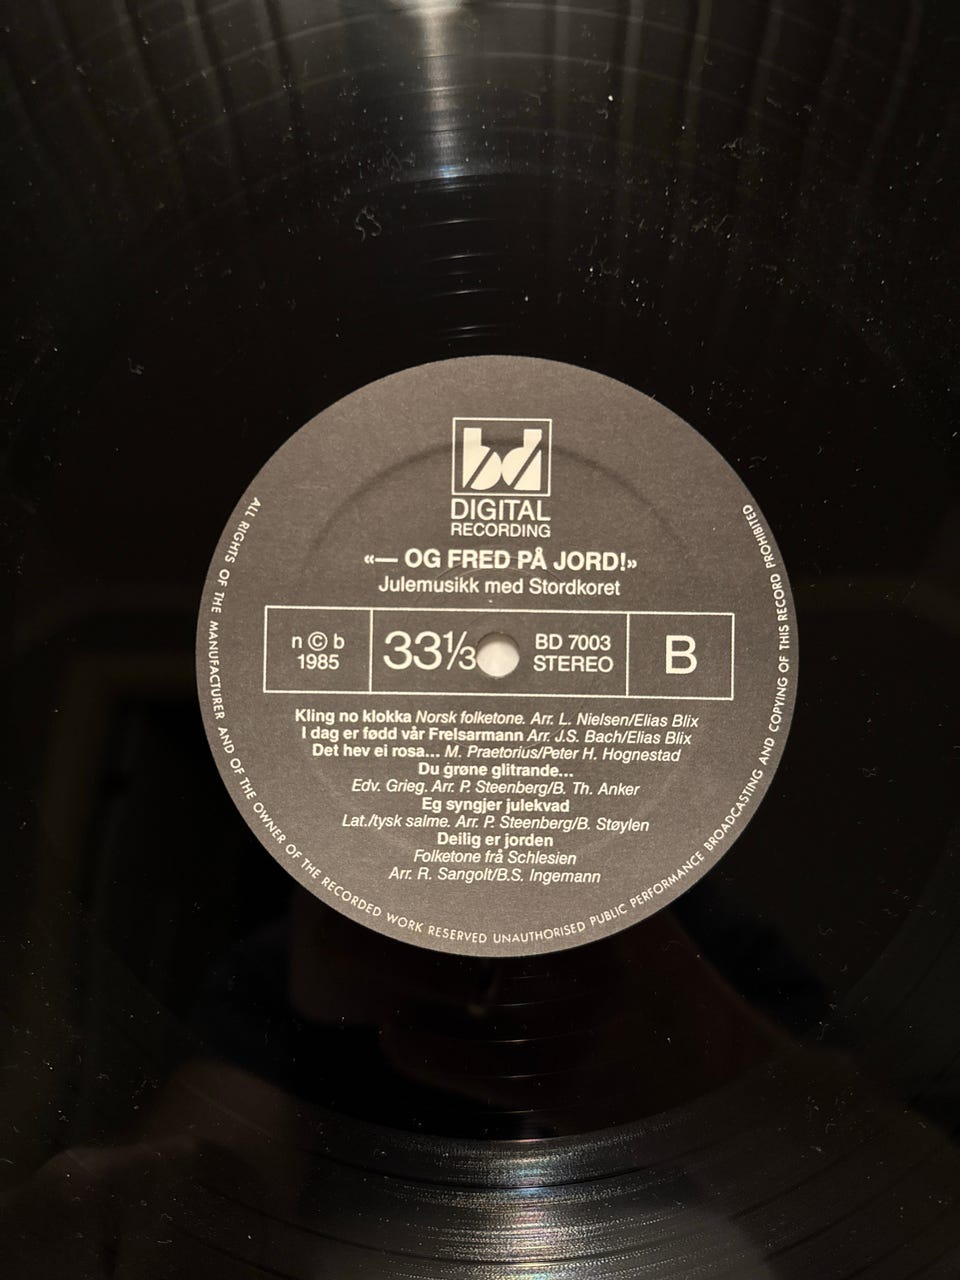 bd
DIGITAL
RECORDING
«— OG FRED PÅ JORD!»
Julemusikk med Stordkoret
n © b
1985
33⅓
BD 7003
STEREO
B
Kling no klokka Norsk folketone. Arr. L. Nielsen/Elias Blix
I dag er fødd vår Frelsarmann Arr. J.S. Bach/Elias Blix
Det hev ei rosa... M. Praetorius/Peter H. Hognestad
Du grøne glitrande...
Edv. Grieg. Arr. P. Steenberg/B. Th. Anker
Eg syngjer julekvad
Lat./tysk salme. Arr. P. Steenberg/B. Støylen
Deilig er jorden
Folketone frå Schlesien
Arr. R. Sangolt/B.S. Ingemann
ALL RIGHTS OF THE MANUFACTURER AND OF THE OWNER OF THE RECORDED WORK RESERVED UNAUTHORISED PUBLIC PERFORMANCE BROADCASTING AND COPYING OF THIS RECORD PROHIBITED